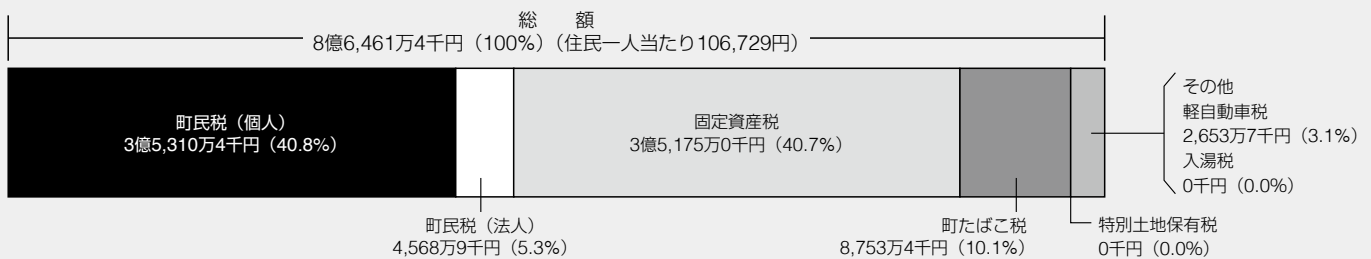 総　　額
8億6,461万4千円（100%）（住民一人当たり106,729円）
町民税（個人）
3億5,310万4千円（40.8%）
町民税（法人）
4,568万9千円（5.3%）
固定資産税
3億5,175万0千円（40.7%）
町たばこ税
8,753万4千円（10.1%）
特別土地保有税
0千円（0.0%）
その他
軽自動車税
2,653万7千円（3.1%）
入湯税
0千円（0.0%）